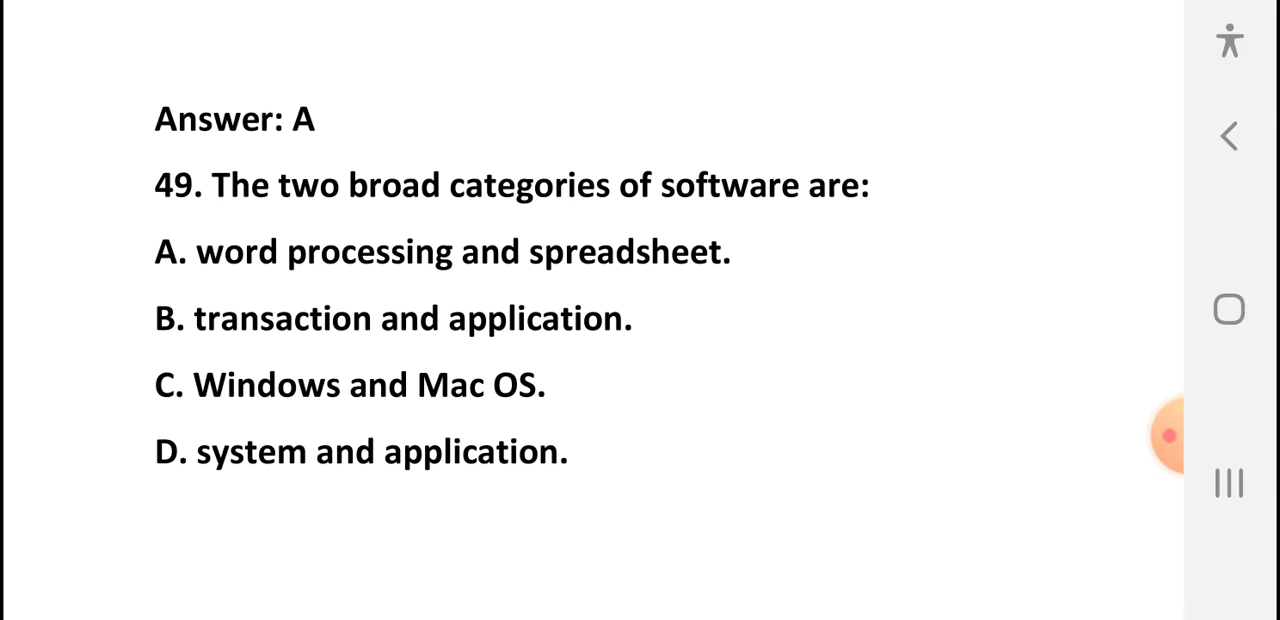 Answer: A
49. The two broad categories of software are:
A. word processing and spreadsheet.
B. transaction and application.
C. Windows and Mac OS.
D. system and application.